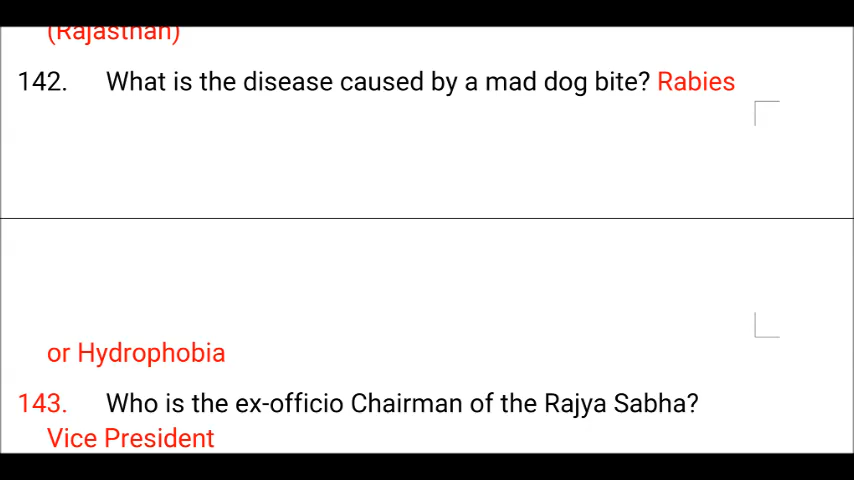 (Rajasthan)
142. What is the disease caused by a mad dog bite? Rabies
or Hydrophobia
143. Who is the ex-officio Chairman of the Rajya Sabha?
Vice President